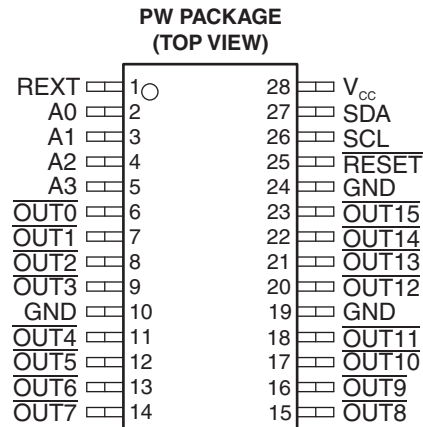 PW PACKAGE
(TOP VIEW)
REXT 1 28 Vcc
A0 2 27 SDA
A1 3 26 SCL
A2 4 25 RESET
A3 5 24 GND
OUT0 6 23 OUT15
OUT1 7 22 OUT14
OUT2 8 21 OUT13
OUT3 9 20 OUT12
GND 10 19 GND
OUT4 11 18 OUT11
OUT5 12 17 OUT10
OUT6 13 16 OUT9
OUT7 14 15 OUT8